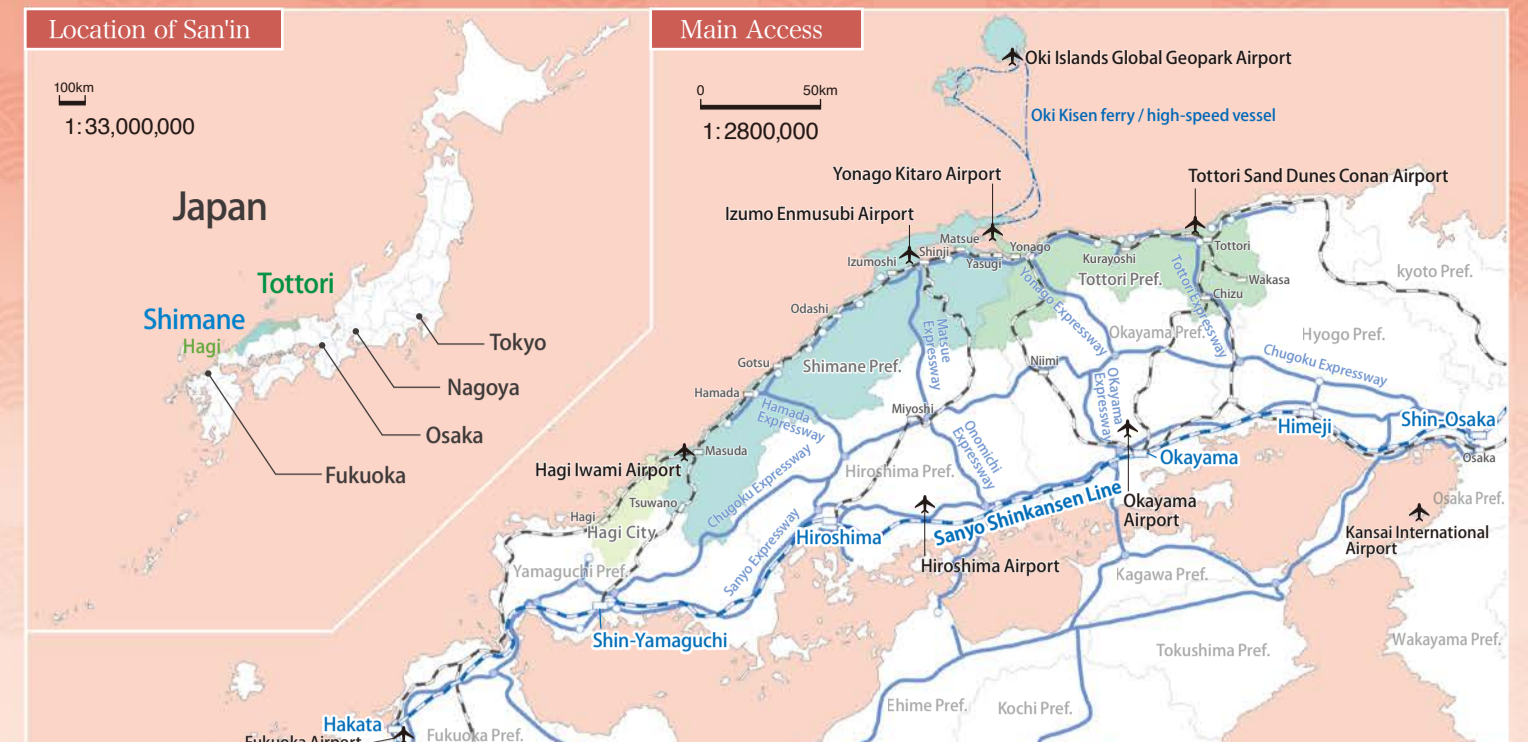 Location of San'in
100km
1:33,000,000
Japan
Tottori
Shimane
Hagi
Tokyo
Nagoya
Osaka
Fukuoka
Main Access
0 50km
1:2800,000
Oki Islands Global Geopark Airport
Oki Kisen ferry / high-speed vessel
Yonago Kitaro Airport
Tottori Sand Dunes Conan Airport
Izumo Enmusubi Airport
Matsue
Shinji
Izumoshi
Yasugi
Yonago
Kurayoshi
Tottori
Tottori Pref.
Wakasa
Chizu
kyoto Pref.
Odashi
Yonago Expressway
Tottori Expressway
Matsue
Expressway
Okayama Pref.
Hyogo Pref.
Gotsu
Shimane Pref.
Niimi
Chugoku Expressway
Hamada
Hamada
Expressway
Miyoshi
Okayama
Expressway
Onomichi
Expressway
Himeji
Shin-Osaka
Osaka
Masuda
Hagi Iwami Airport
Chugoku Expressway
Hiroshima Pref.
Okayama
Tsuwano
Hagi
Hagi City
Sanyo Expressway
Hiroshima
Sanyo Shinkansen Line
Okayama
Airport
Osaka Pref.
Kansai International
Airport
Hiroshima Airport
Yamaguchi Pref.
Kagawa Pref.
Shin-Yamaguchi
Tokushima Pref.
Wakayama Pref.
Ehime Pref.
Kochi Pref.
Hakata
Fukuoka Airport
Fukuoka Pref.